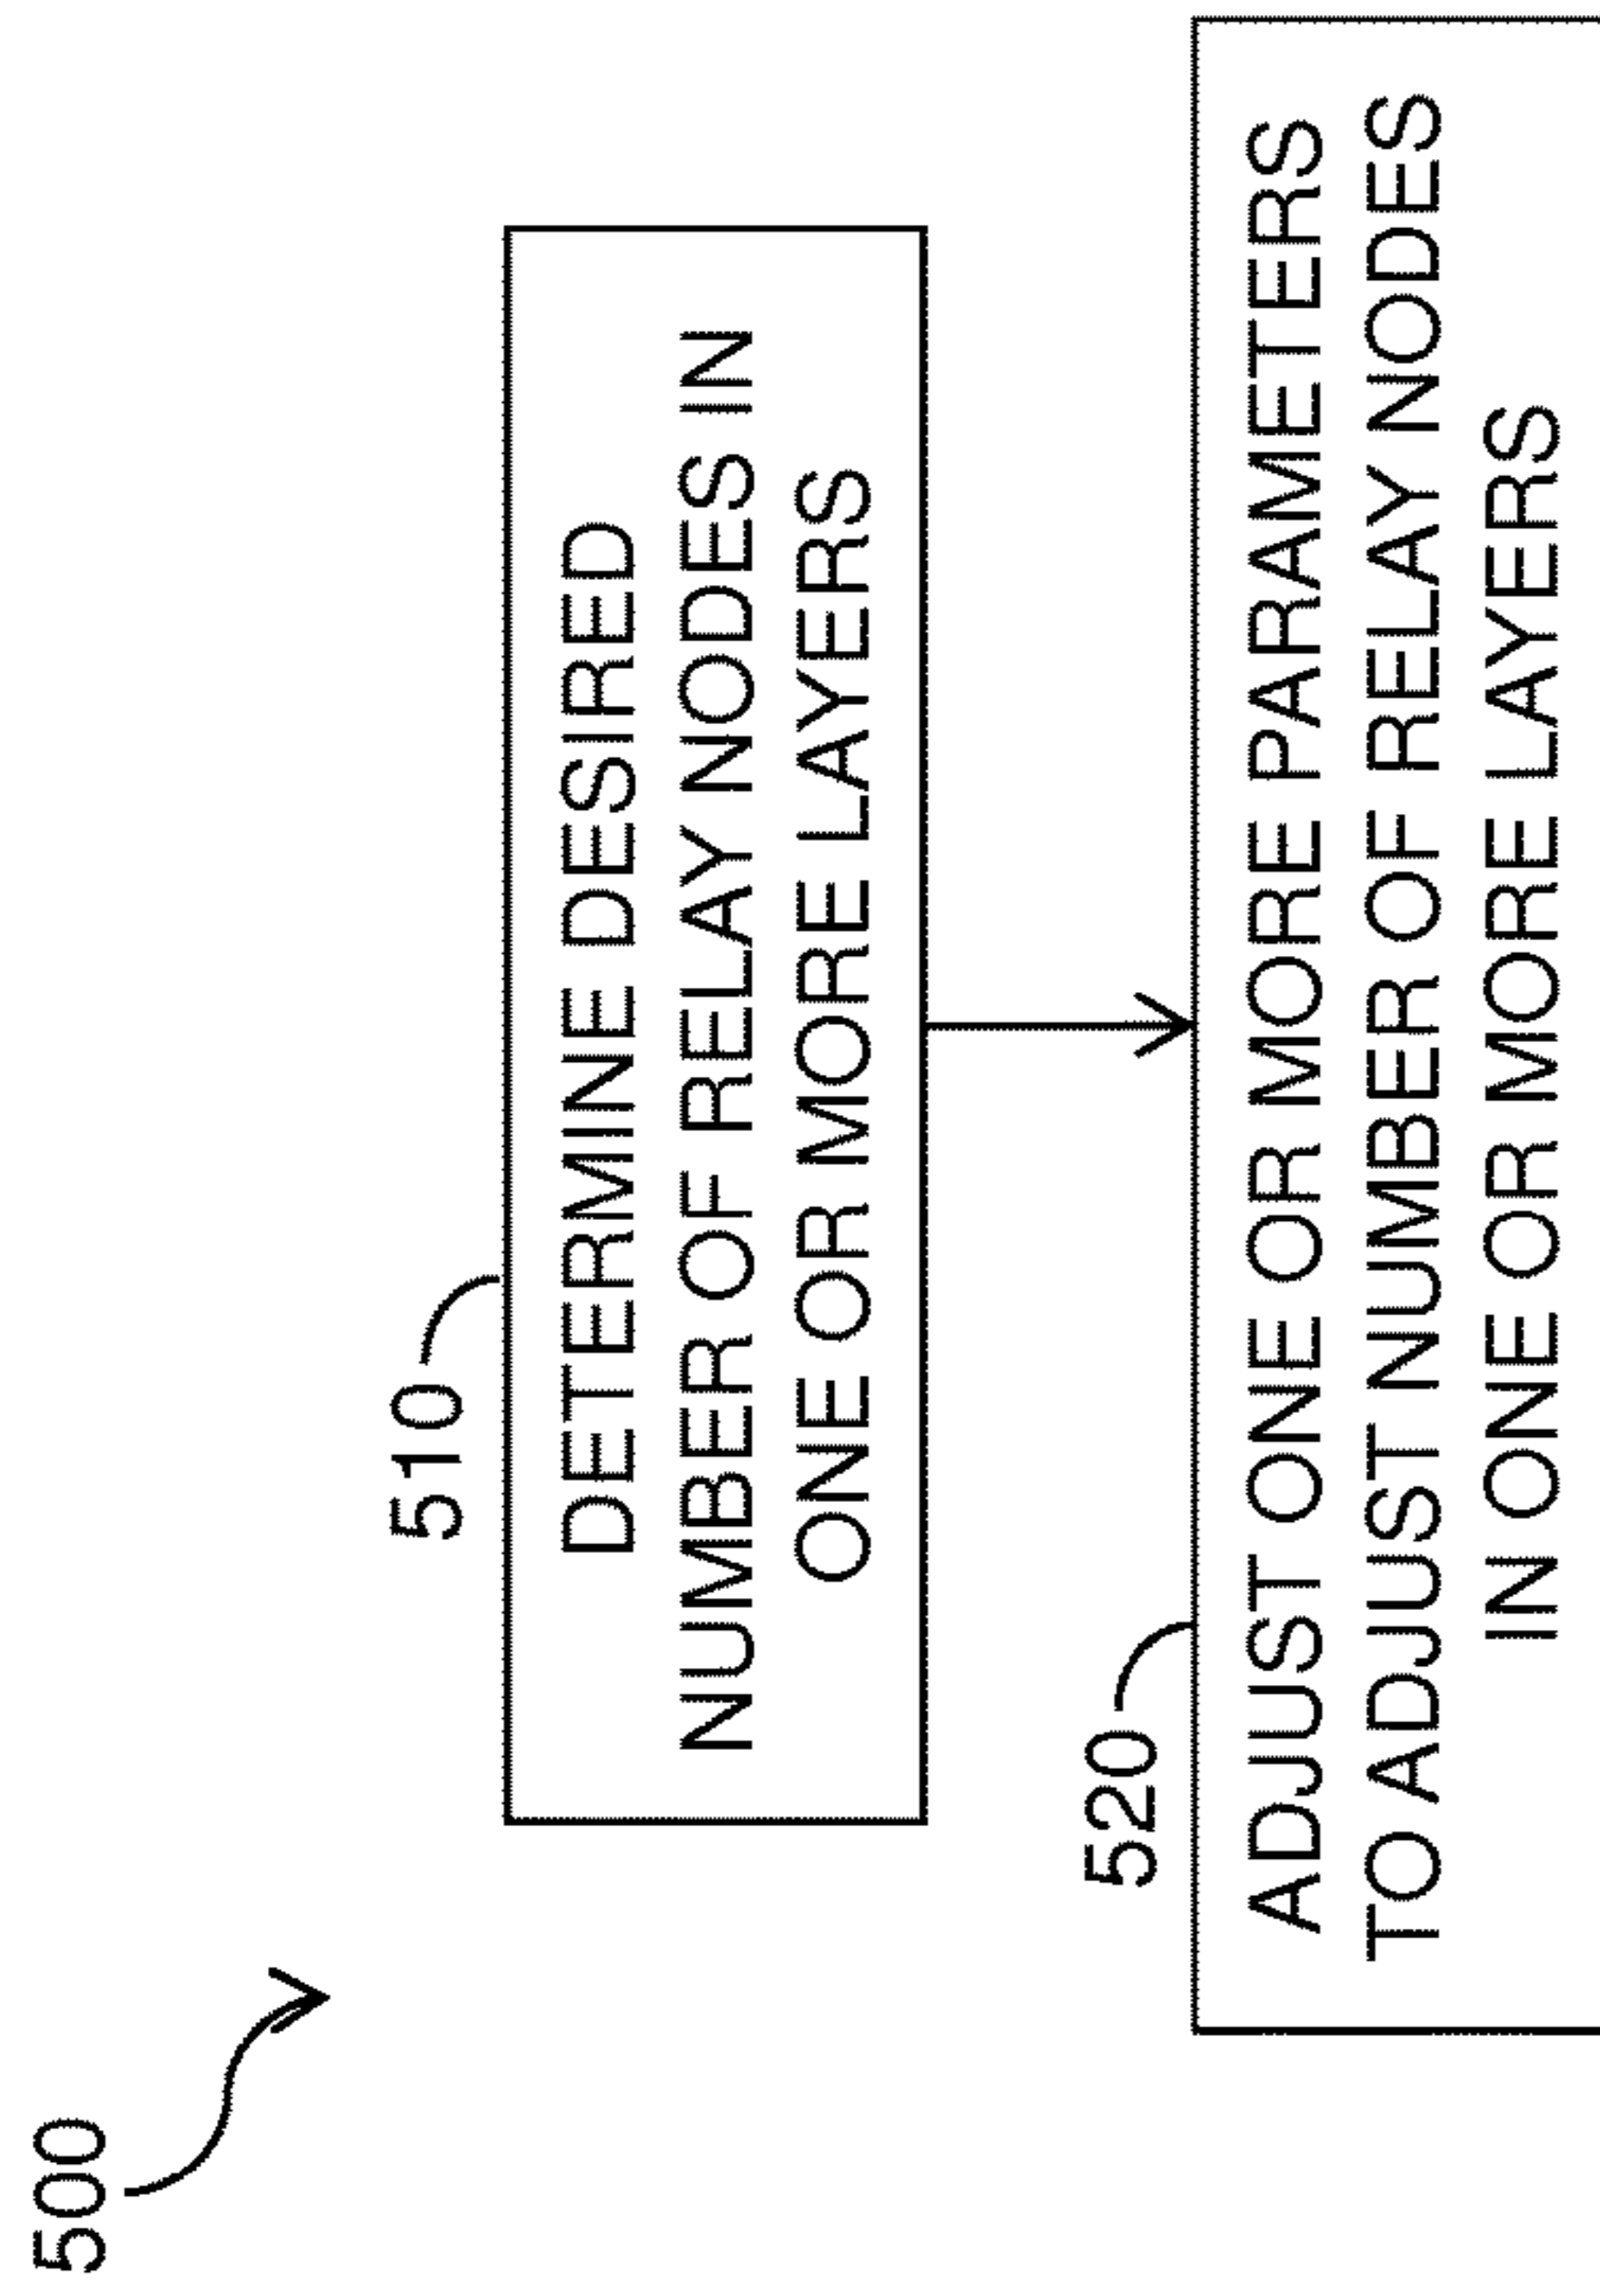 500
510
DETERMINE DESIRED
NUMBER OF RELAY NODES IN
ONE OR MORE LAYERS
520
ADJUST ONE OR MORE PARAMETERS
TO ADJUST NUMBER OF RELAY NODES
IN ONE OR MORE LAYERS